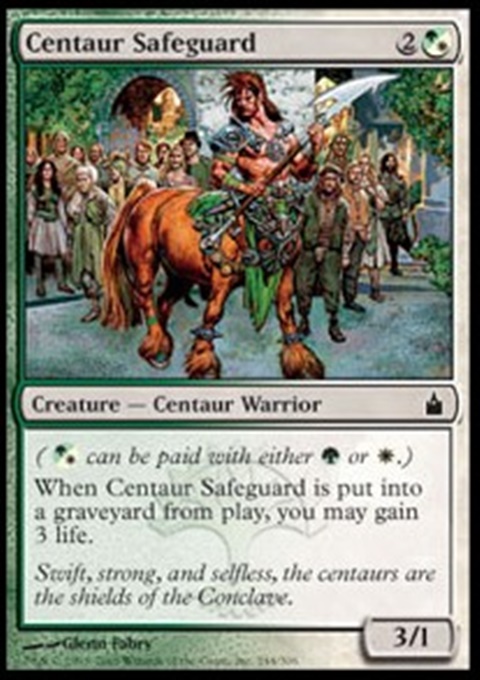 Centaur Safeguard 2
Creature — Centaur Warrior
( can be paid with either or .)
When Centaur Safeguard is put into
a graveyard from play, you may gain
3 life.
Swift, strong, and selfless, the centaurs are
the shields of the Conclave.
Glenn Fabry
3/1